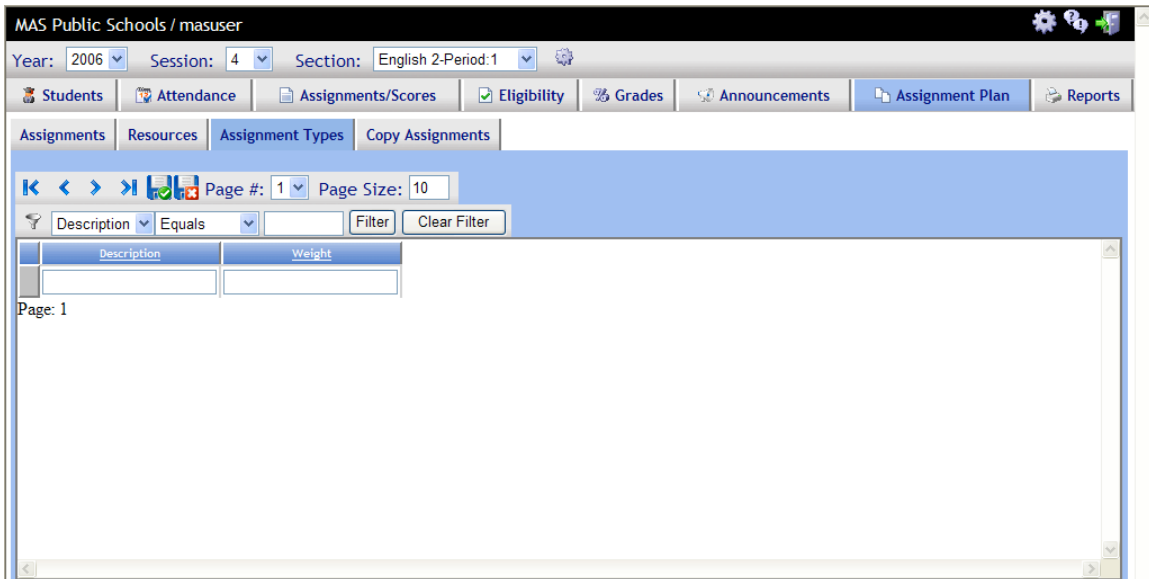 MAS Public Schools / masuser
Year: 2006 Session: 4 Section: English 2-Period:1
Students Attendance Assignments/Scores Eligibility Grades Announcements Assignment Plan Reports
Assignments Resources Assignment Types Copy Assignments
Page #: 1 Page Size: 10
Description Equals Filter Clear Filter
Description Weight
Page: 1